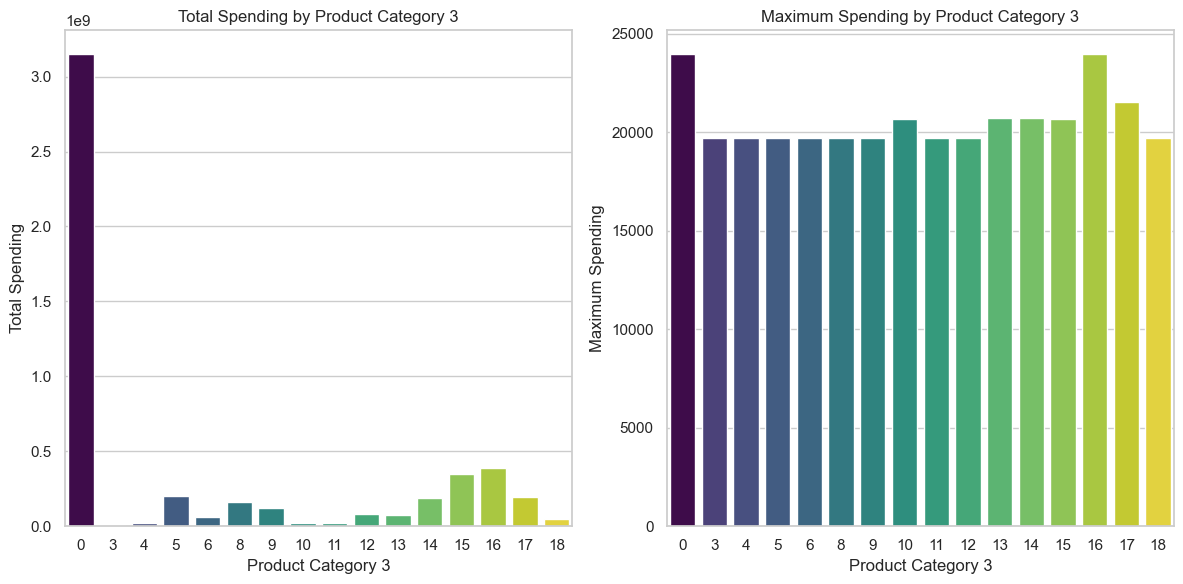 Total Spending by Product Category 3
1e9
3.0
2.5
2.0
1.5
1.0
0.5
0.0
Total Spending
0 3 4 5 6 8 9 10 11 12 13 14 15 16 17 18
Product Category 3
Maximum Spending by Product Category 3
25000
20000
15000
10000
5000
0
Maximum Spending
0 3 4 5 6 8 9 10 11 12 13 14 15 16 17 18
Product Category 3